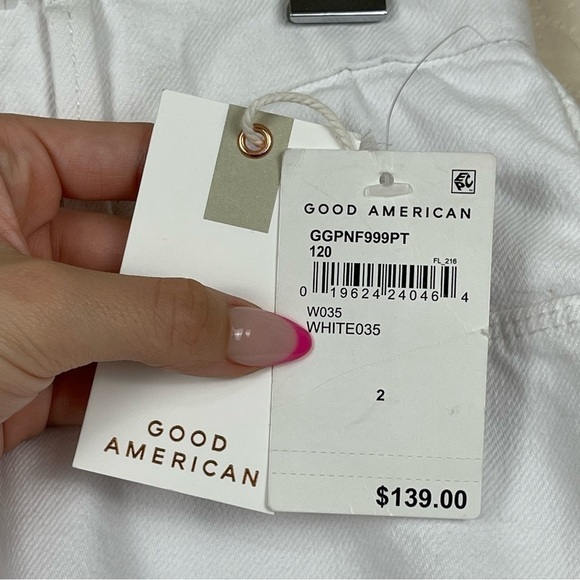 GOOD
AMERICAN
GOOD AMERICAN
GGPNF999PT
120
FL_216
0 19624 24046 4
W035
WHITE035
2
$139.00